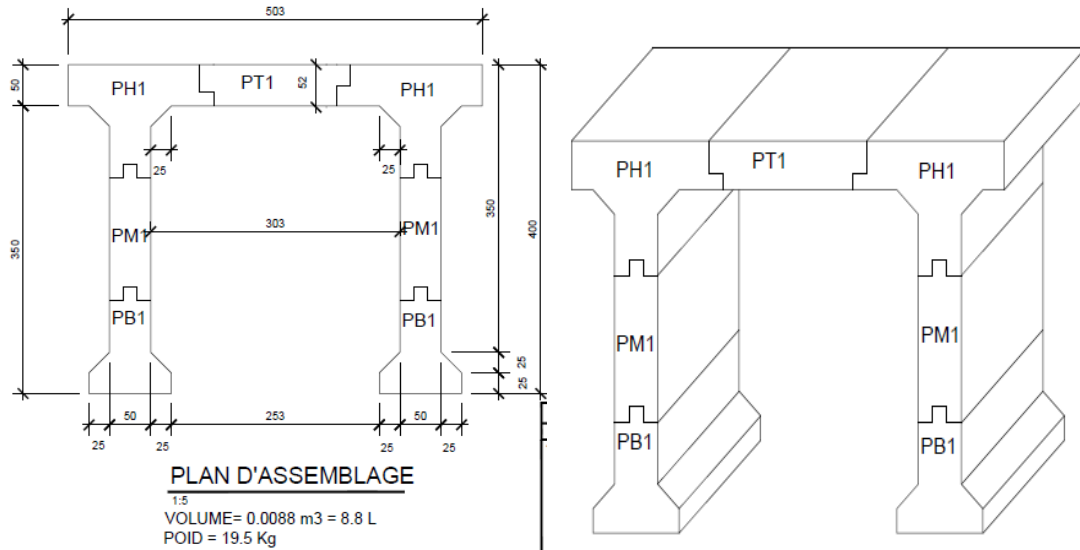 503
50
PH1
PT1
52
PH1
25
25
350
PM1
303
PM1
350
400
PB1
PB1
25
25
25
50
25
253
25
50
25
PLAN D'ASSEMBLAGE
1:5
VOLUME= 0.0088 m3 = 8.8 L
POID = 19.5 Kg
PH1
PT1
PH1
PM1
PM1
PB1
PB1